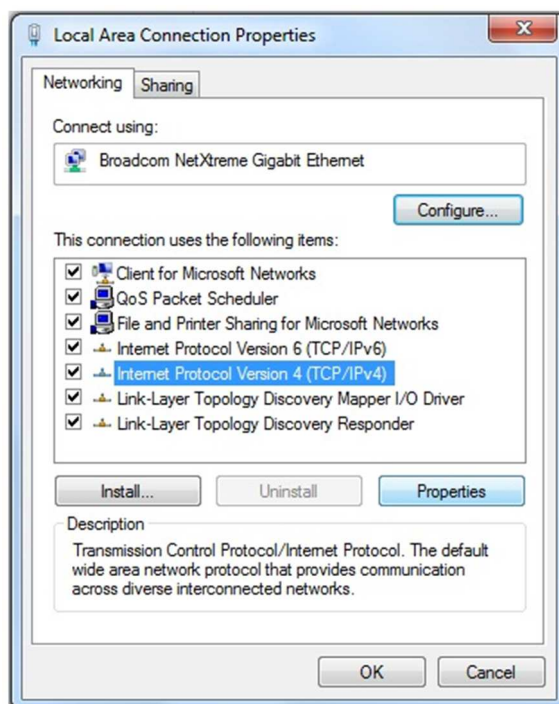 Local Area Connection Properties
Networking
Sharing
Connect using:
Broadcom NetXtreme Gigabit Ethernet
Configure...
This connection uses the following items:
Client for Microsoft Networks
QoS Packet Scheduler
File and Printer Sharing for Microsoft Networks
Internet Protocol Version 6 (TCP/IPv6)
Internet Protocol Version 4 (TCP/IPv4)
Link-Layer Topology Discovery Mapper I/O Driver
Link-Layer Topology Discovery Responder
Install...
Uninstall
Properties
Description
Transmission Control Protocol/Internet Protocol. The default
wide area network protocol that provides communication
across diverse interconnected networks.
OK
Cancel